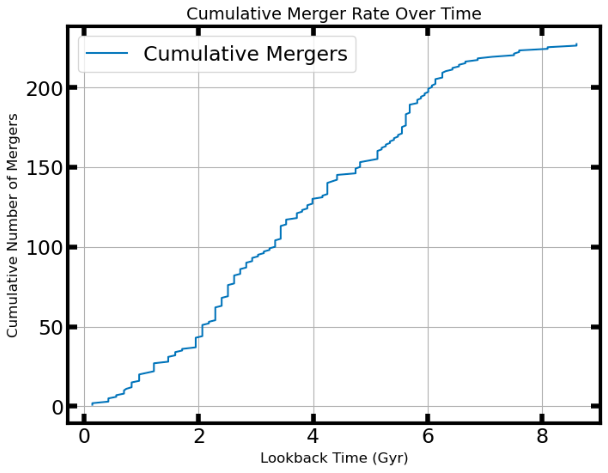 Cumulative Merger Rate Over Time
Cumulative Mergers
Cumulative Number of Mergers
200
150
100
50
0
0 2 4 6 8
Lookback Time (Gyr)